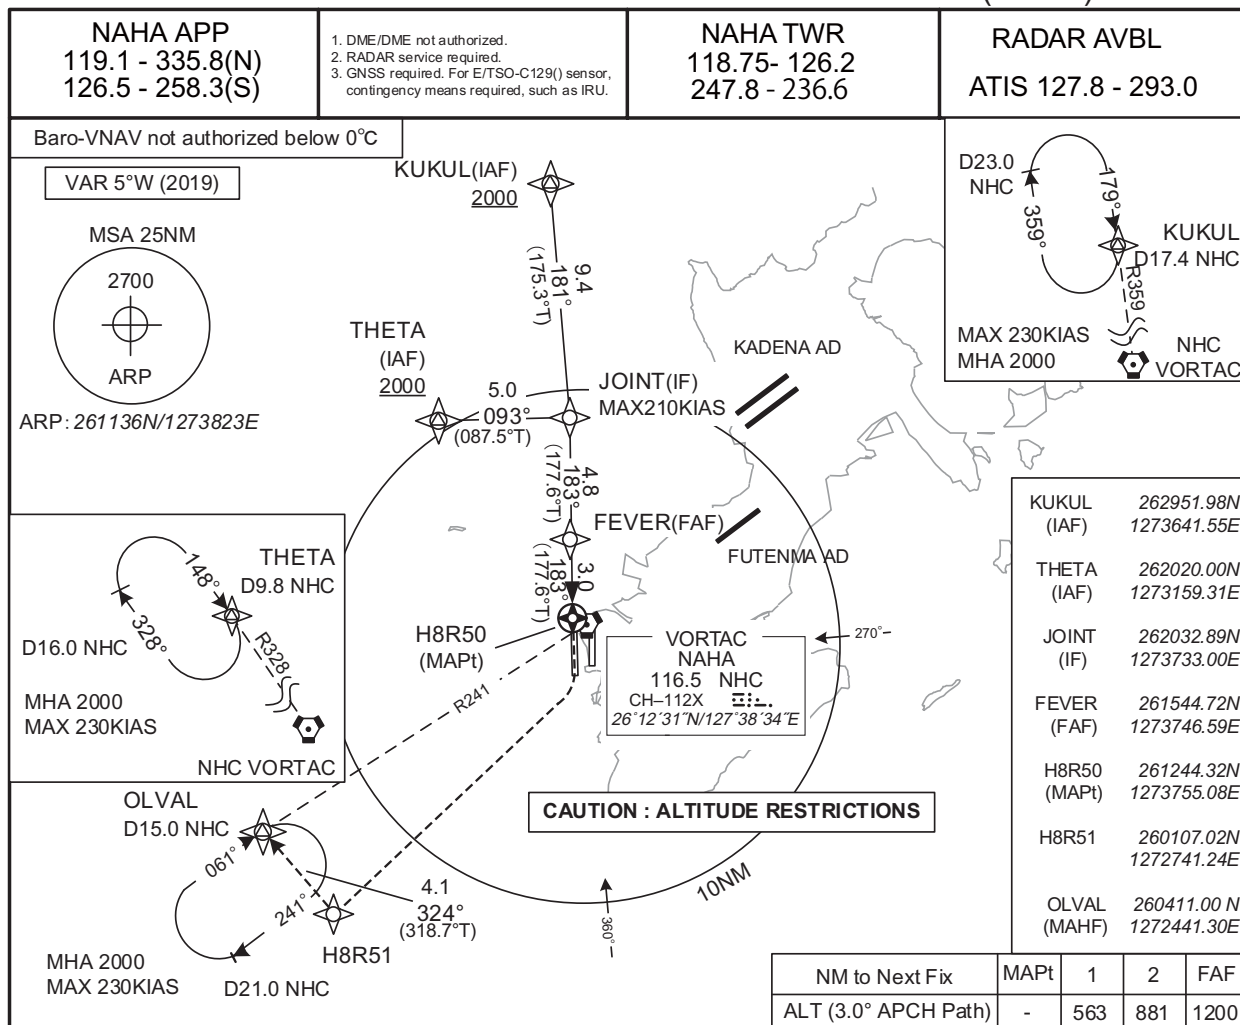 NAHA APP
119.1 - 335.8(N)
126.5 - 258.3(S)
1. DME/DME not authorized.
2. RADAR service required.
3. GNSS required. For E/TSO-C129() sensor,
contingency means required, such as IRU.
NAHA TWR
118.75- 126.2
247.8 - 236.6
RADAR AVBL
ATIS 127.8 - 293.0
Baro-VNAV not authorized below 0°C
VAR 5°W (2019)
MSA 25NM
2700
ARP
ARP: 261136N/1273823E
KUKUL(IAF)
2000
9.4
181°
(175.3°T)
THETA
(IAF)
2000
5.0
093°
(087.5°T)
JOINT(IF)
MAX210KIAS
KADENA AD
4.8
183°
(177.6°T)
FEVER(FAF)
FUTENMA AD
3.0
183°
(177.6°T)
H8R50
(MAPt)
VORTAC
NAHA
116.5 NHC
CH–112X
26°12´31˝N/127°38´34˝E
270°
D23.0
NHC
179°
359°
KUKUL
D17.4 NHC
R359
MAX 230KIAS
MHA 2000
NHC
VORTAC
THETA
D9.8 NHC
148°
328°
D16.0 NHC
R328
MHA 2000
MAX 230KIAS
NHC VORTAC
R241
OLVAL
D15.0 NHC
061°
241°
4.1
324°
(318.7°T)
H8R51
MHA 2000
MAX 230KIAS
D21.0 NHC
CAUTION : ALTITUDE RESTRICTIONS
10NM
360°
KUKUL 262951.98N
(IAF) 1273641.55E
THETA 262020.00N
(IAF) 1273159.31E
JOINT 262032.89N
(IF) 1273733.00E
FEVER 261544.72N
(FAF) 1273746.59E
H8R50 261244.32N
(MAPt) 1273755.08E
H8R51 260107.02N
1272741.24E
OLVAL 260411.00 N
(MAHF) 1272441.30E
NM to Next Fix MAPt 1 2 FAF
ALT (3.0° APCH Path) - 563 881 1200